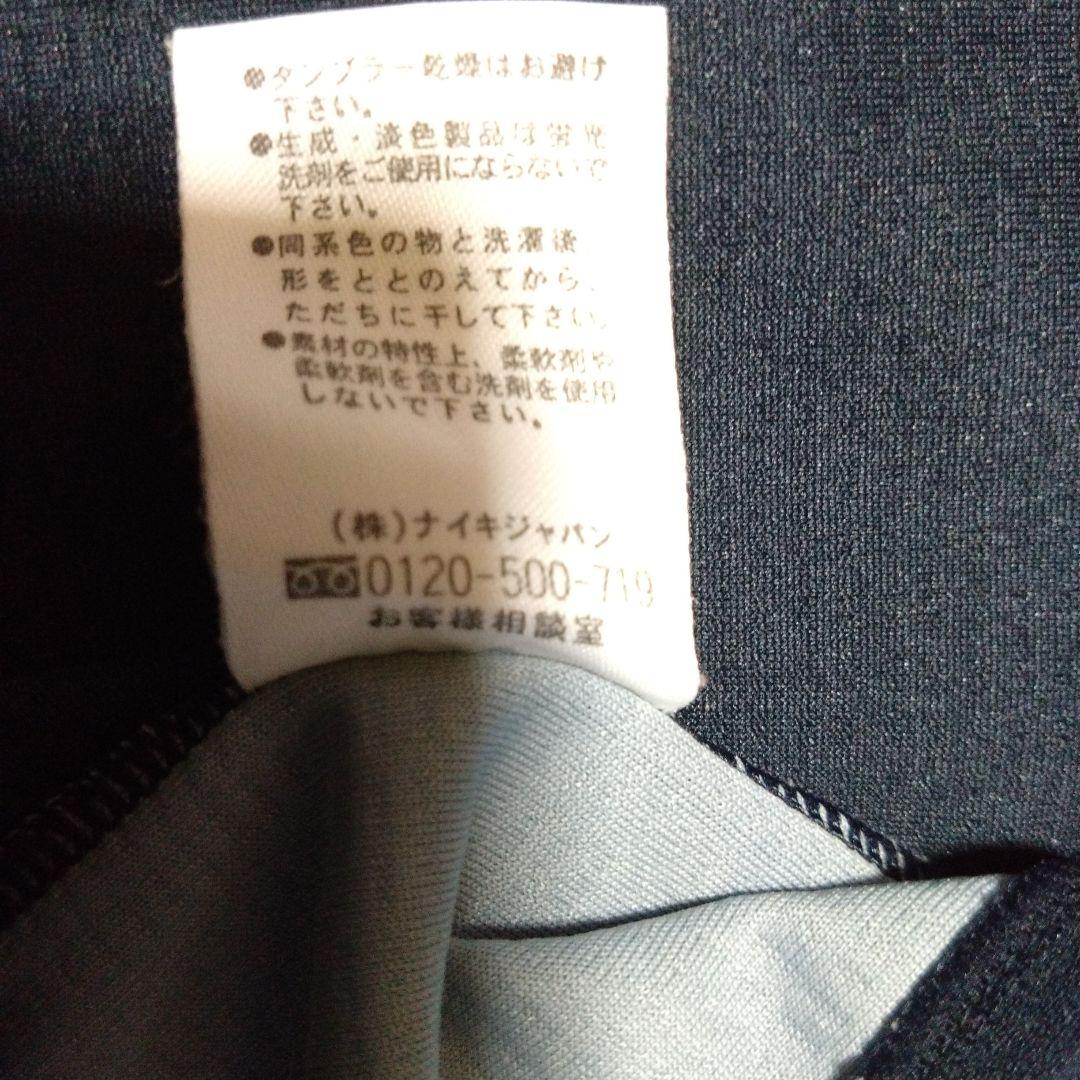 ●タンブラー乾燥はお避け
下さい。
●生成・淡色製品は蛍光
洗剤をご使用にならないで
下さい。
●同系色の物と洗濯後、
形をととのえてから、
ただちに干して下さい。
●素材の特性上、柔軟剤や
柔軟剤を含む洗剤を使用
しないで下さい。
(株)ナイキジャパン
0120-500-719
お客様相談室